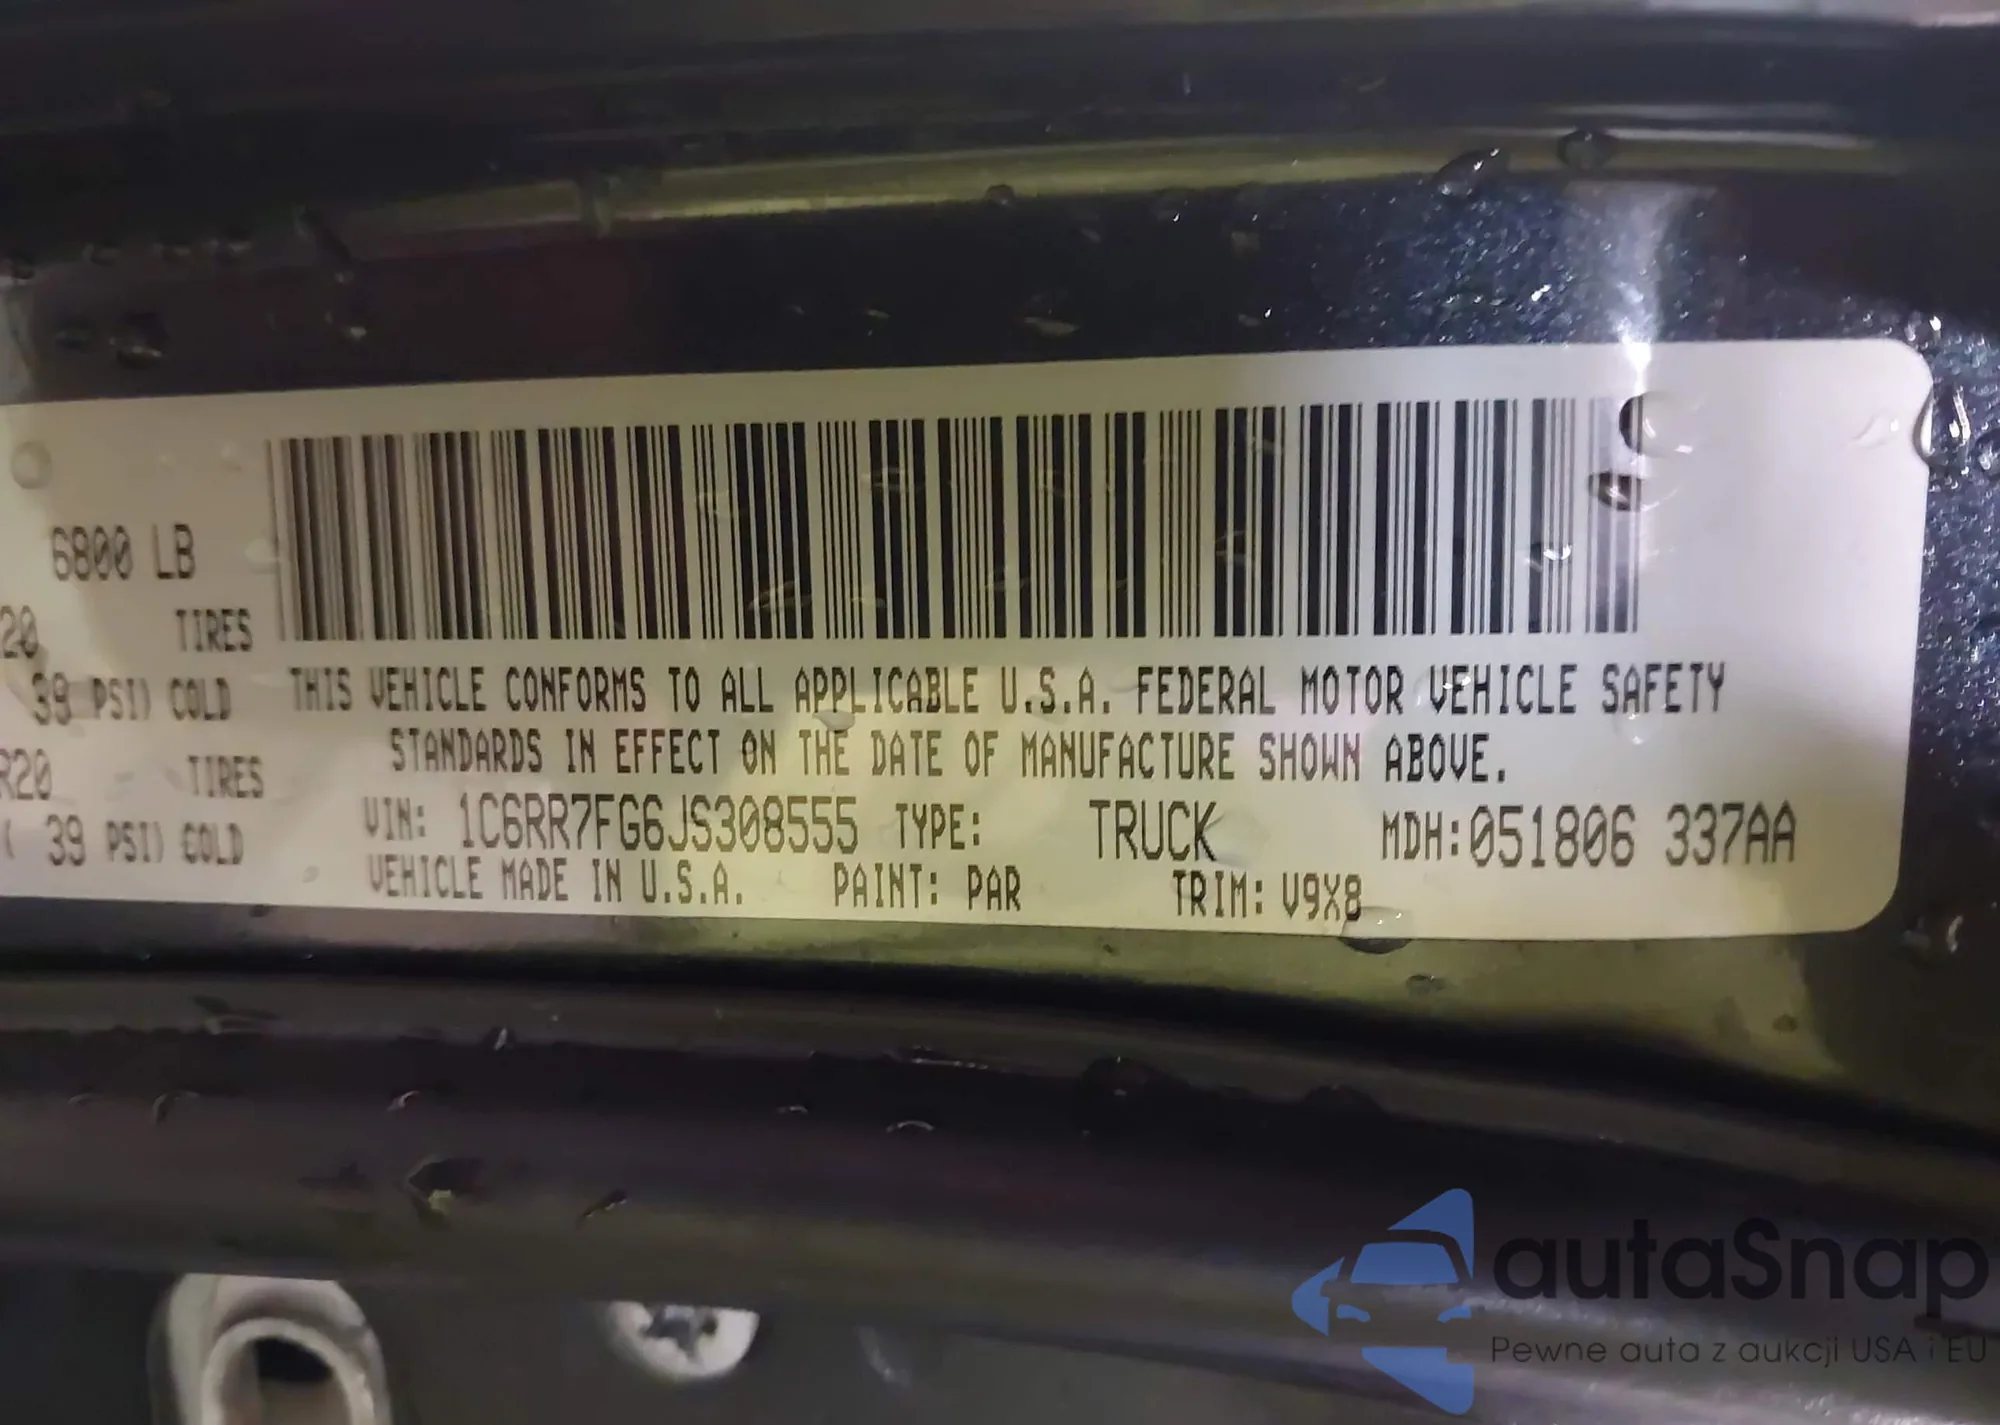 6800 LB
20 TIRES
39 PSI) COLD
R20 TIRES
( 39 PSI) COLD
THIS VEHICLE CONFORMS TO ALL APPLICABLE U.S.A. FEDERAL MOTOR VEHICLE SAFETY
STANDARDS IN EFFECT ON THE DATE OF MANUFACTURE SHOWN ABOVE.
VIN: 1C6RR7FG6JS308555 TYPE: TRUCK MDH:051806 337AA
VEHICLE MADE IN U.S.A. PAINT: PAR TRIM: V9X8
autaSnap
Pewne auta z aukcji USA i EU